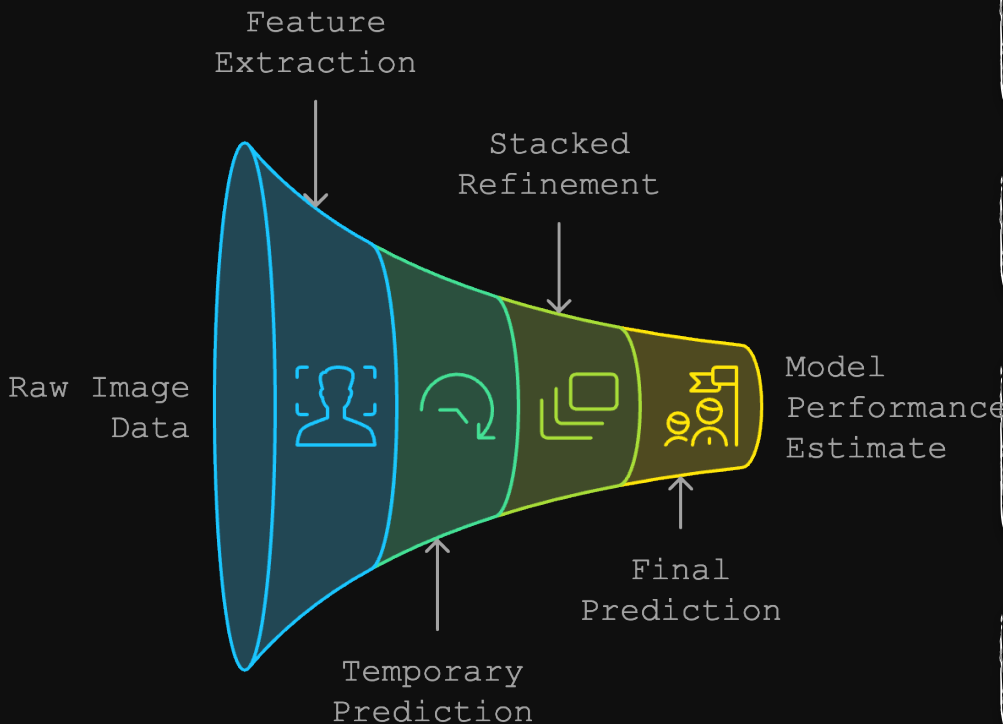 Feature
Extraction
Stacked
Refinement
Raw Image
Data
Model
Performance
Estimate
Final
Prediction
Temporary
Prediction